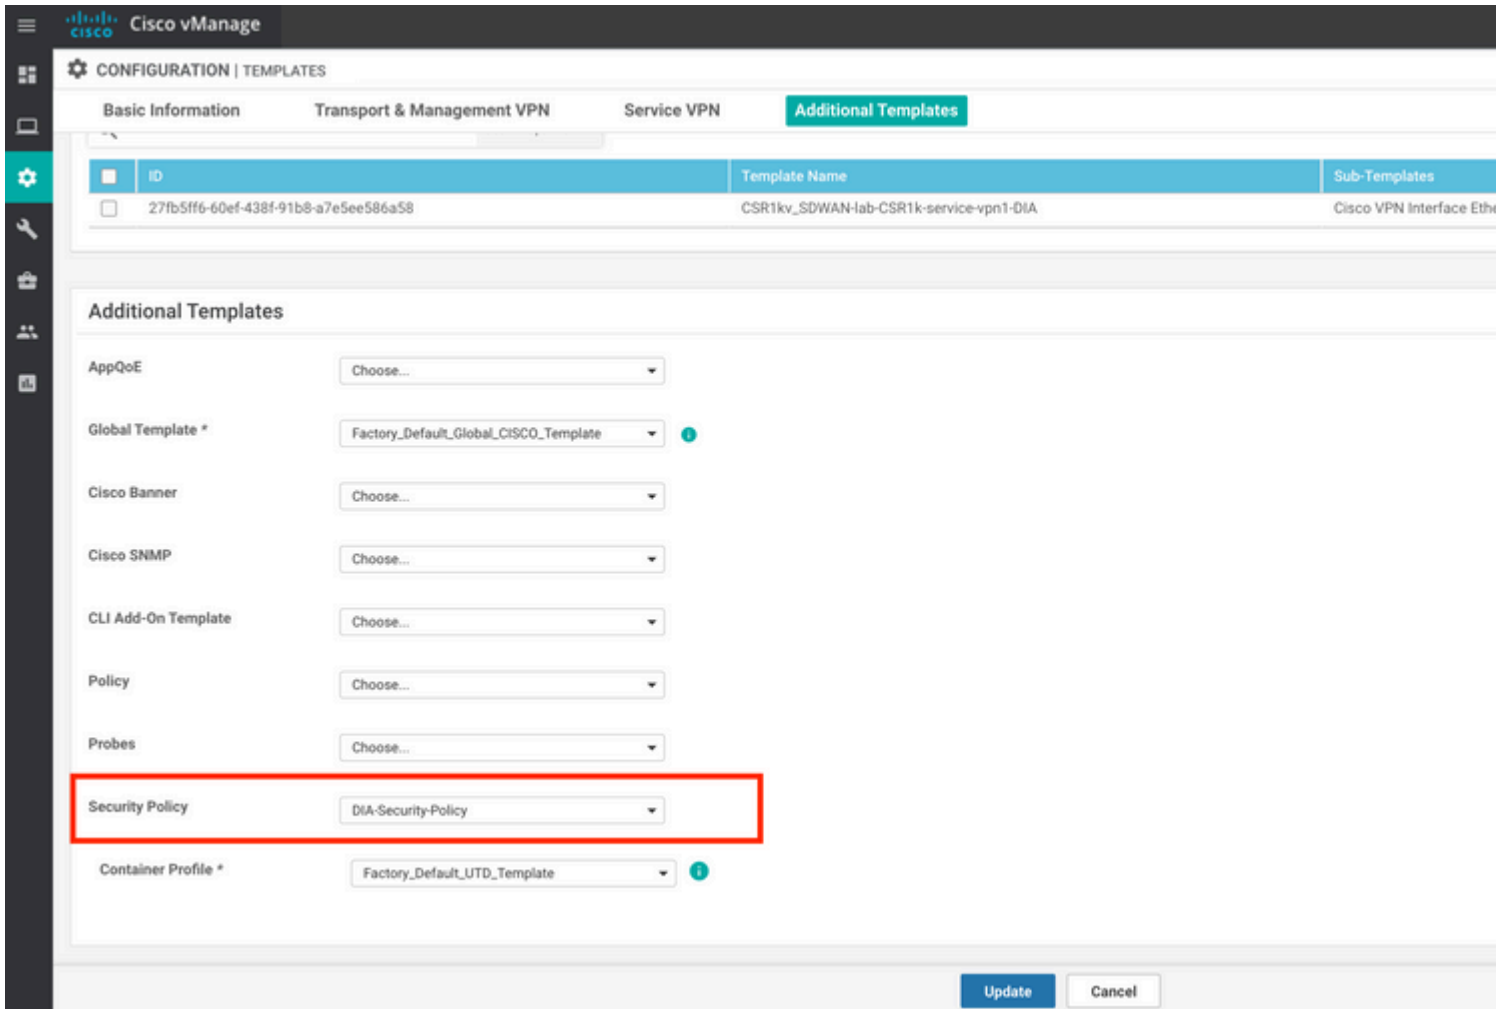 cisco Cisco vManage
CONFIGURATION | TEMPLATES
Basic Information Transport & Management VPN Service VPN Additional Templates
ID Template Name Sub-Templates
27fb5ff6-60ef-438f-91b8-a7e5ee586a58 CSR1kv_SDWAN-lab-CSR1k-service-vpn1-DIA Cisco VPN Interface Ethe
Additional Templates
AppQoE Choose...
Global Template * Factory_Default_Global_CISCO_Template
Cisco Banner Choose...
Cisco SNMP Choose...
CLI Add-On Template Choose...
Policy Choose...
Probes Choose...
Security Policy DIA-Security-Policy
Container Profile * Factory_Default_UTD_Template
Update Cancel